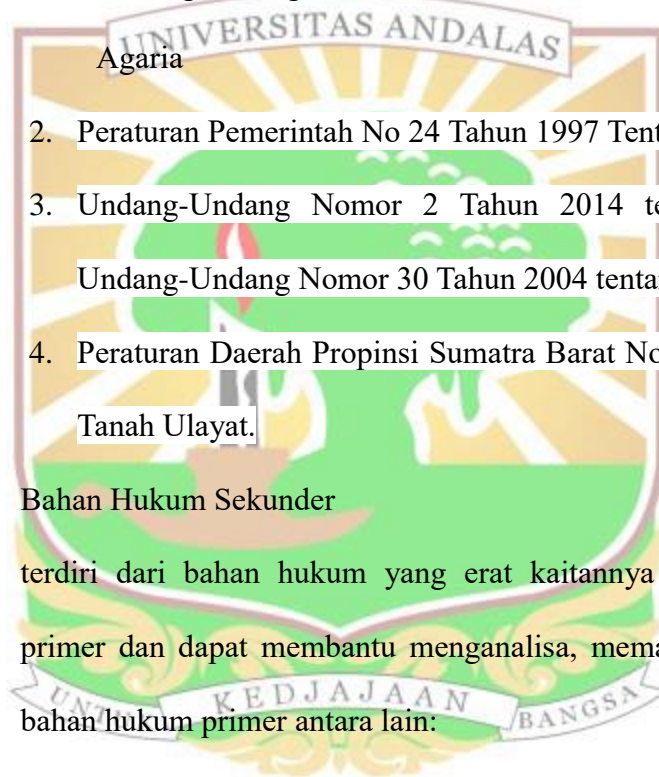 UNIVERSITAS ANDALAS
Agaria
2. Peraturan Pemerintah No 24 Tahun 1997 Tent
3. Undang-Undang Nomor 2 Tahun 2014 te
Undang-Undang Nomor 30 Tahun 2004 tenta
4. Peraturan Daerah Propinsi Sumatra Barat No
Tanah Ulayat.
Bahan Hukum Sekunder
terdiri dari bahan hukum yang erat kaitannya
primer dan dapat membantu menganalisa, mema
bahan hukum primer antara lain:
UNTUK KEDJAJAAN BANGSA